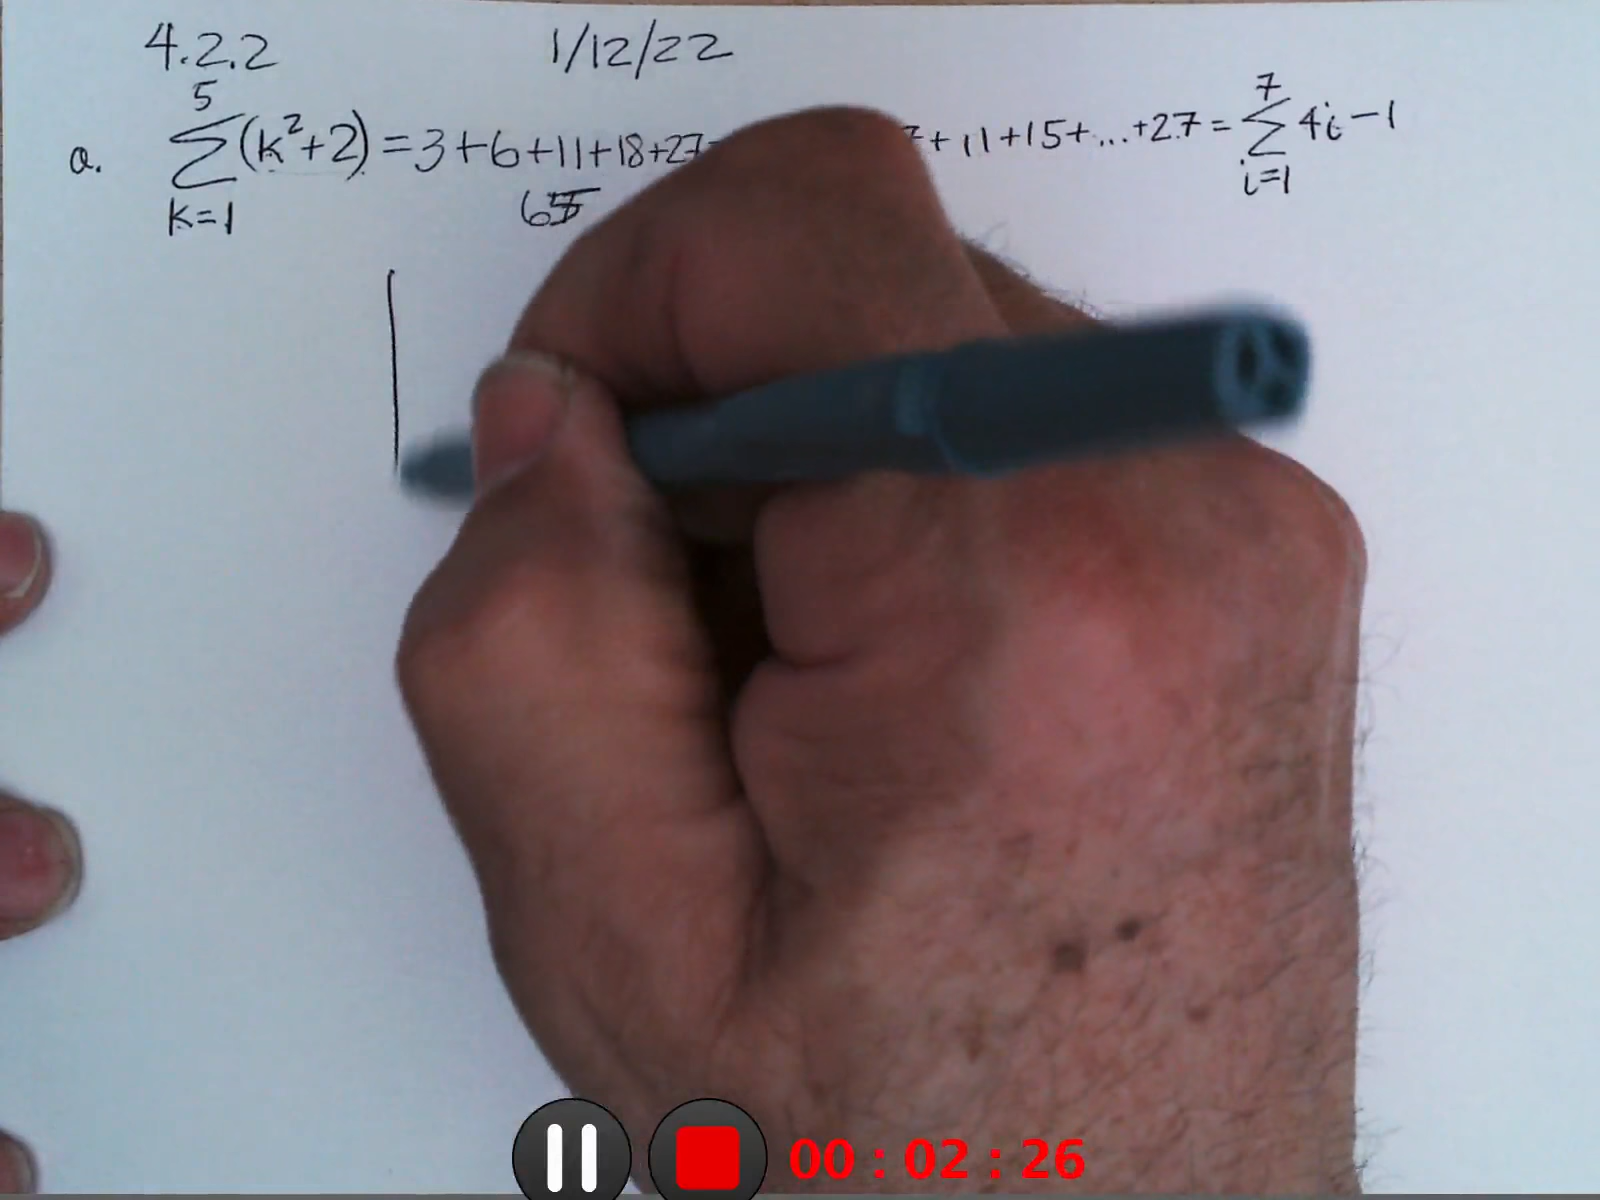 4.2.2 1/12/22
a. 5 ∑ k=1 (k²+2) = 3+6+11+18+27 7+11+15+...+27 = 7 ∑ i=1 4i-1
65
00:02:26